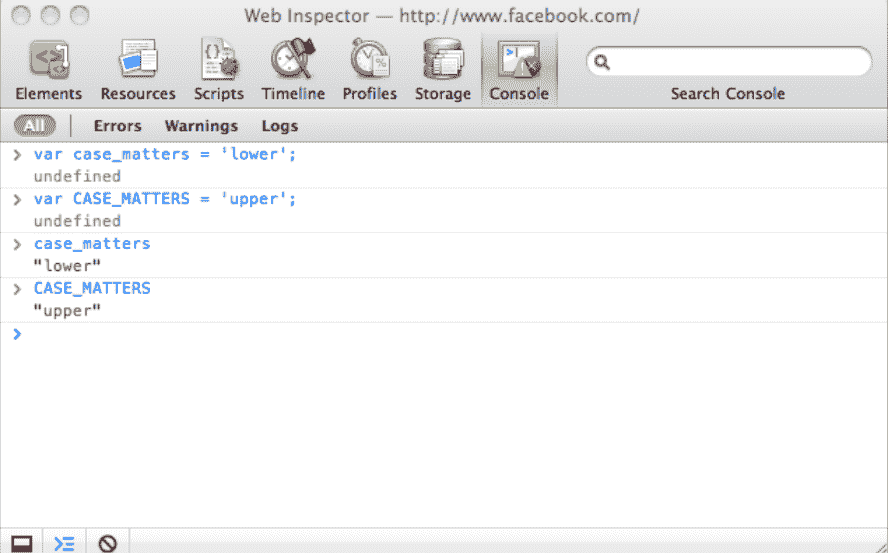 Web Inspector — http://www.facebook.com/
Elements Resources Scripts Timeline Profiles Storage Console Search Console
All Errors Warnings Logs
> var case_matters = 'lower';
undefined
> var CASE_MATTERS = 'upper';
undefined
> case_matters
"lower"
> CASE_MATTERS
"upper"
>